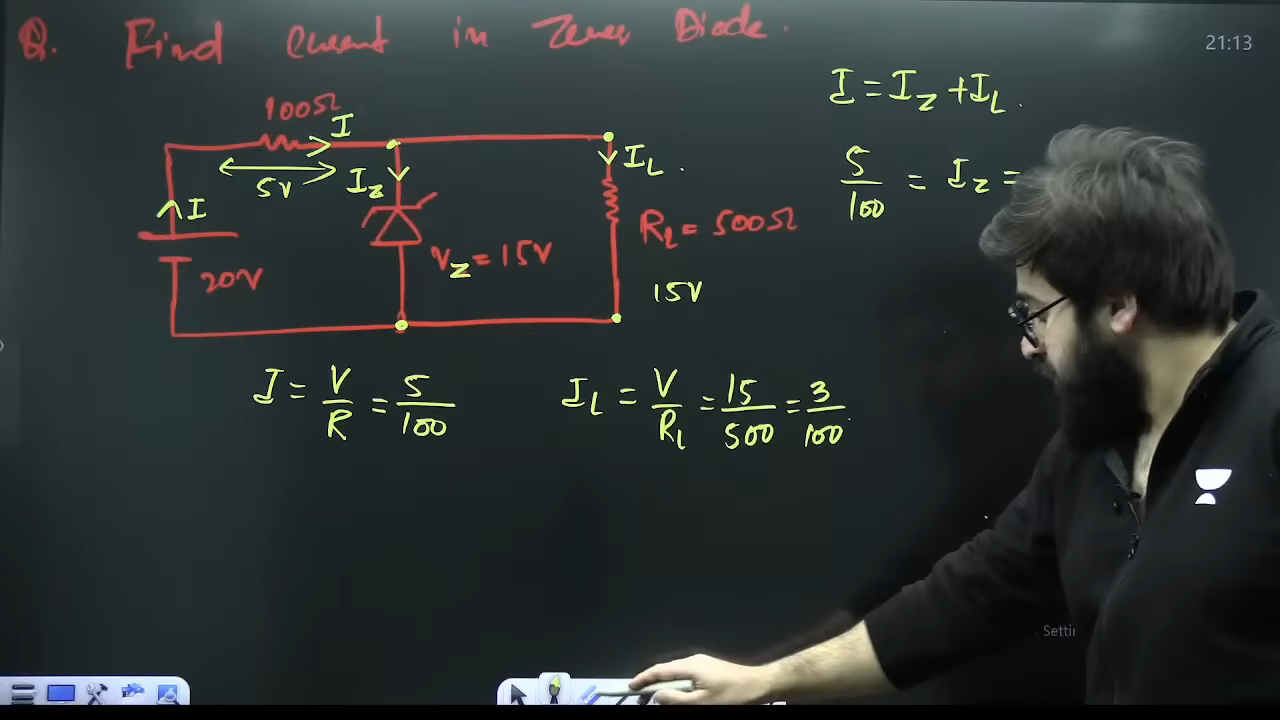 21:13
Q. Find Current in Zener Diode.
100Ω
I
I = I_Z + I_L.
5V
I_Z
I_L.
5/100 = I_Z =
I
20V
V_Z = 15V
R_L = 500Ω
15V
I = V/R = 5/100
I_L = V/R_L = 15/500 = 3/100.
Settin